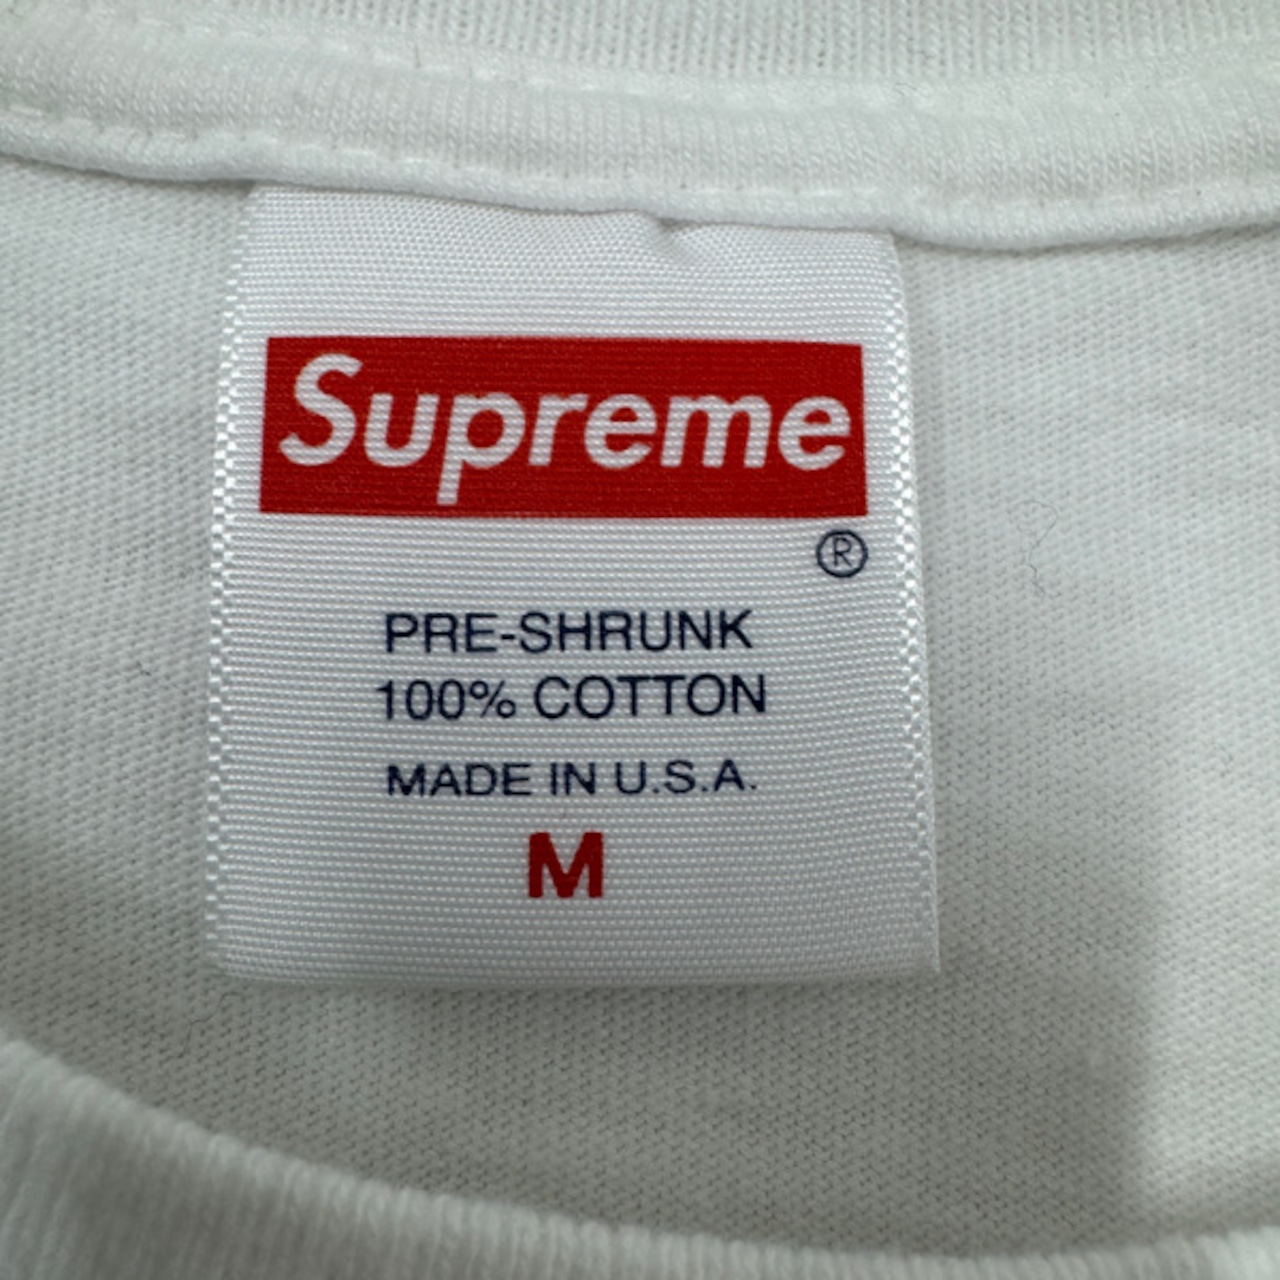 Supreme
®
PRE-SHRUNK
100% COTTON
MADE IN U.S.A.
M